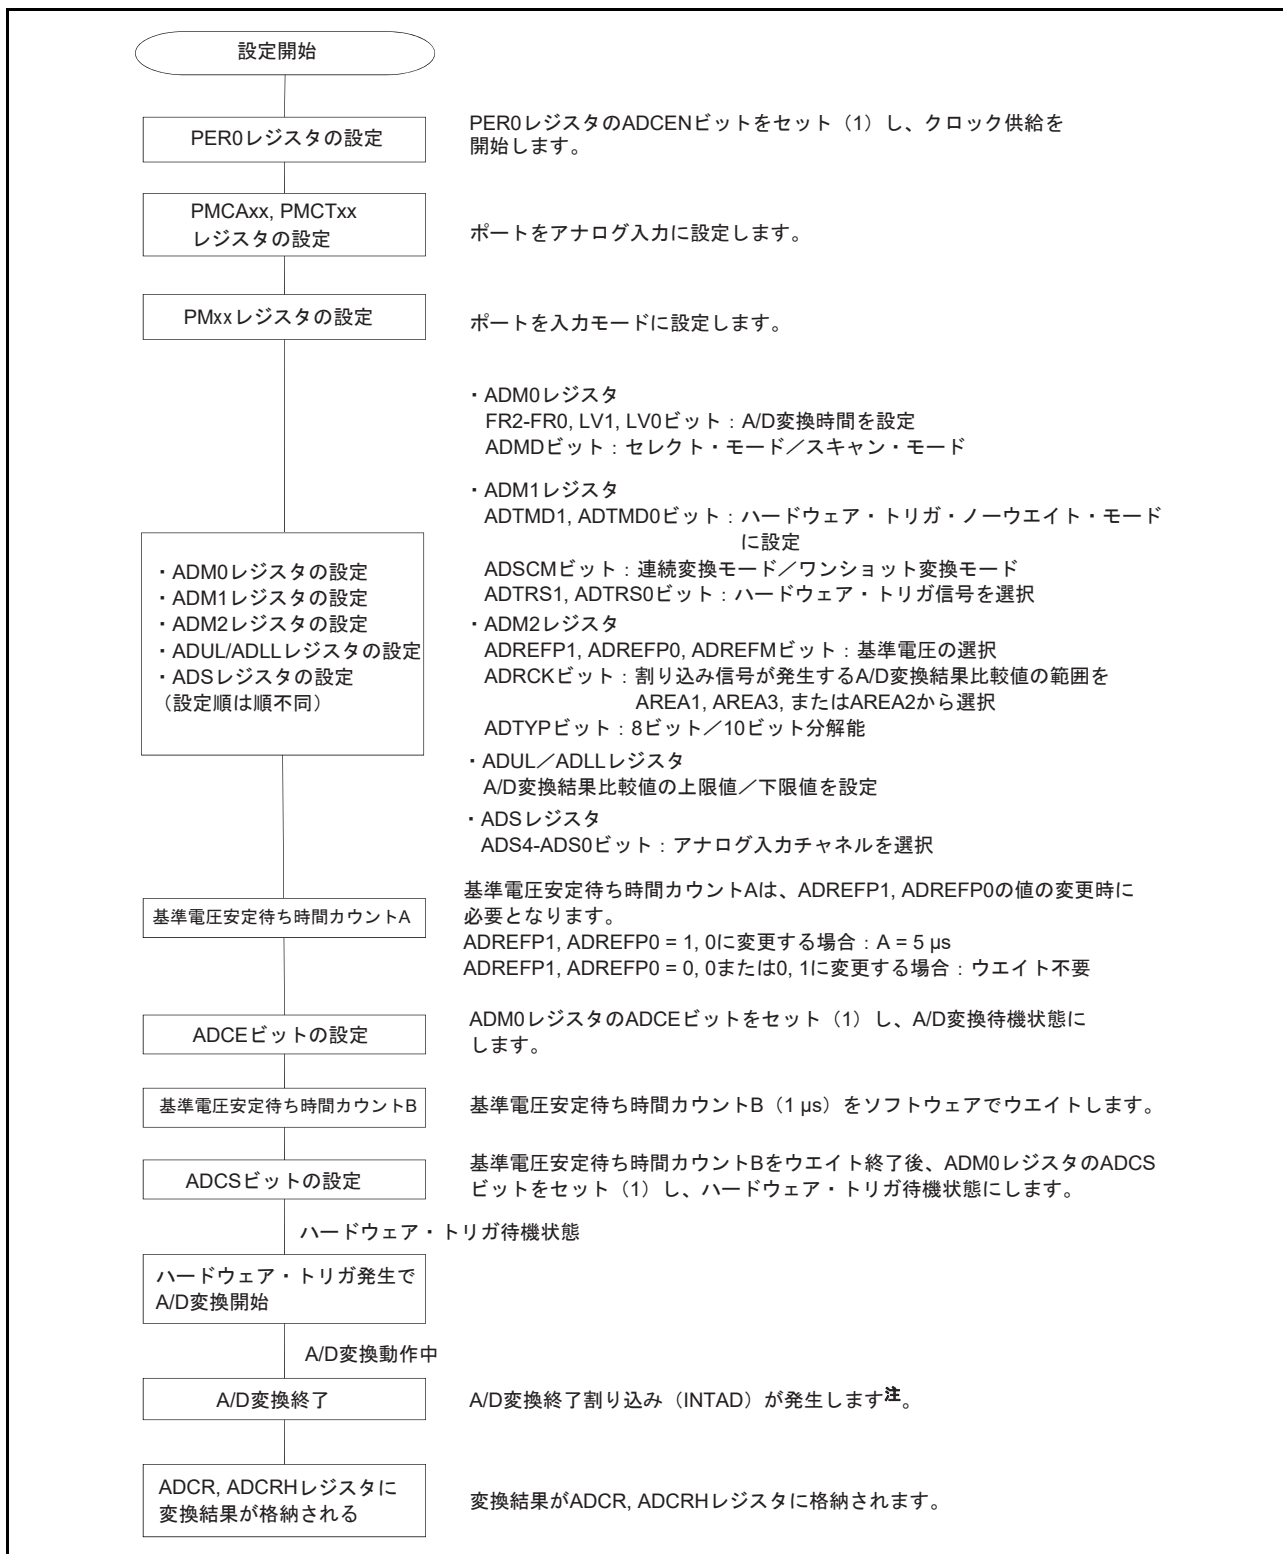 設定開始
PER0レジスタの設定
PER0レジスタのADCENビットをセット（1）し、クロック供給を
開始します。
PMCAxx, PMCTxx
レジスタの設定
ポートをアナログ入力に設定します。
PMxxレジスタの設定
ポートを入力モードに設定します。
・ADM0レジスタの設定
・ADM1レジスタの設定
・ADM2レジスタの設定
・ADUL/ADLLレジスタの設定
・ADSレジスタの設定
（設定順は順不同）
・ADM0レジスタ
FR2-FR0, LV1, LV0ビット：A/D変換時間を設定
ADMDビット：セレクト・モード／スキャン・モード
・ADM1レジスタ
ADTMD1, ADTMD0ビット：ハードウェア・トリガ・ノーウエイト・モード
に設定
ADSCMビット：連続変換モード／ワンショット変換モード
ADTRS1, ADTRS0ビット：ハードウェア・トリガ信号を選択
・ADM2レジスタ
ADREFP1, ADREFP0, ADREFMビット：基準電圧の選択
ADRCKビット：割り込み信号が発生するA/D変換結果比較値の範囲を
AREA1, AREA3, またはAREA2から選択
ADTYPビット：8ビット／10ビット分解能
・ADUL／ADLLレジスタ
A/D変換結果比較値の上限値／下限値を設定
・ADSレジスタ
ADS4-ADS0ビット：アナログ入力チャネルを選択
基準電圧安定待ち時間カウントA
基準電圧安定待ち時間カウントAは、ADREFP1, ADREFP0の値の変更時に
必要となります。
ADREFP1, ADREFP0 = 1, 0に変更する場合：A = 5 µs
ADREFP1, ADREFP0 = 0, 0または0, 1に変更する場合：ウエイト不要
ADCEビットの設定
ADM0レジスタのADCEビットをセット（1）し、A/D変換待機状態に
します。
基準電圧安定待ち時間カウントB
基準電圧安定待ち時間カウントB（1 µs）をソフトウェアでウエイトします。
ADCSビットの設定
基準電圧安定待ち時間カウントBをウエイト終了後、ADM0レジスタのADCS
ビットをセット（1）し、ハードウェア・トリガ待機状態にします。
ハードウェア・トリガ待機状態
ハードウェア・トリガ発生で
A/D変換開始
A/D変換動作中
A/D変換終了
A/D変換終了割り込み（INTAD）が発生します注。
ADCR, ADCRHレジスタに
変換結果が格納される
変換結果がADCR, ADCRHレジスタに格納されます。